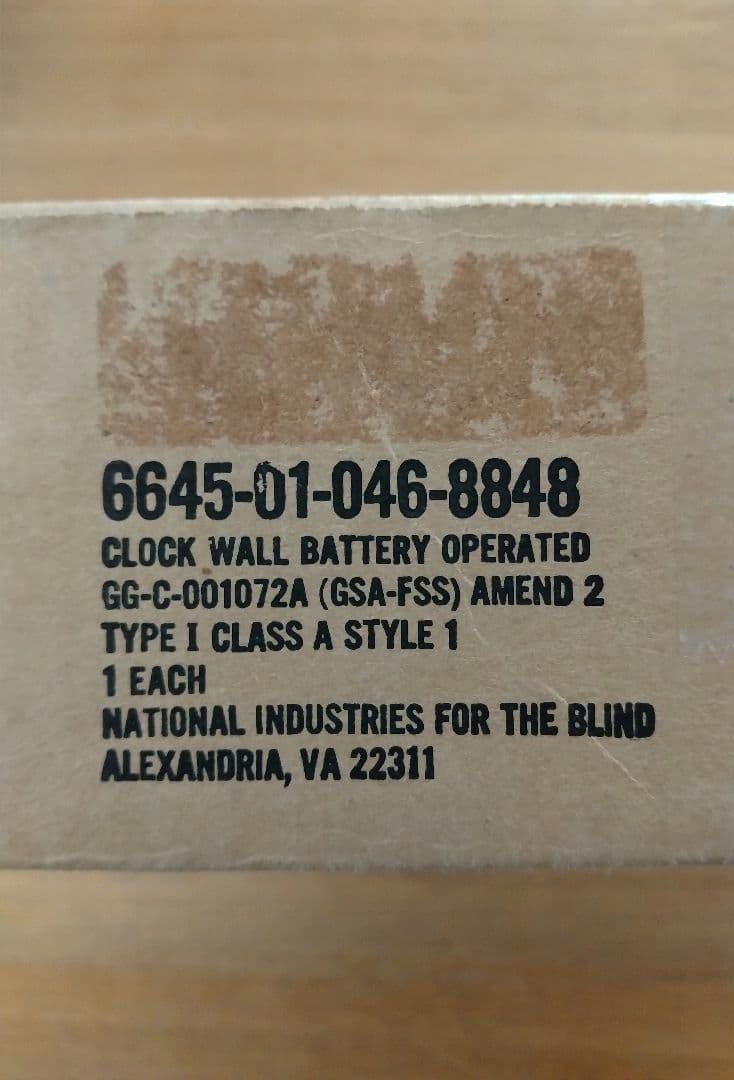 6645-01-046-8848
CLOCK WALL BATTERY OPERATED
GG-C-001072A (GSA-FSS) AMEND 2
TYPE I CLASS A STYLE 1
1 EACH
NATIONAL INDUSTRIES FOR THE BLIND
ALEXANDRIA, VA 22311